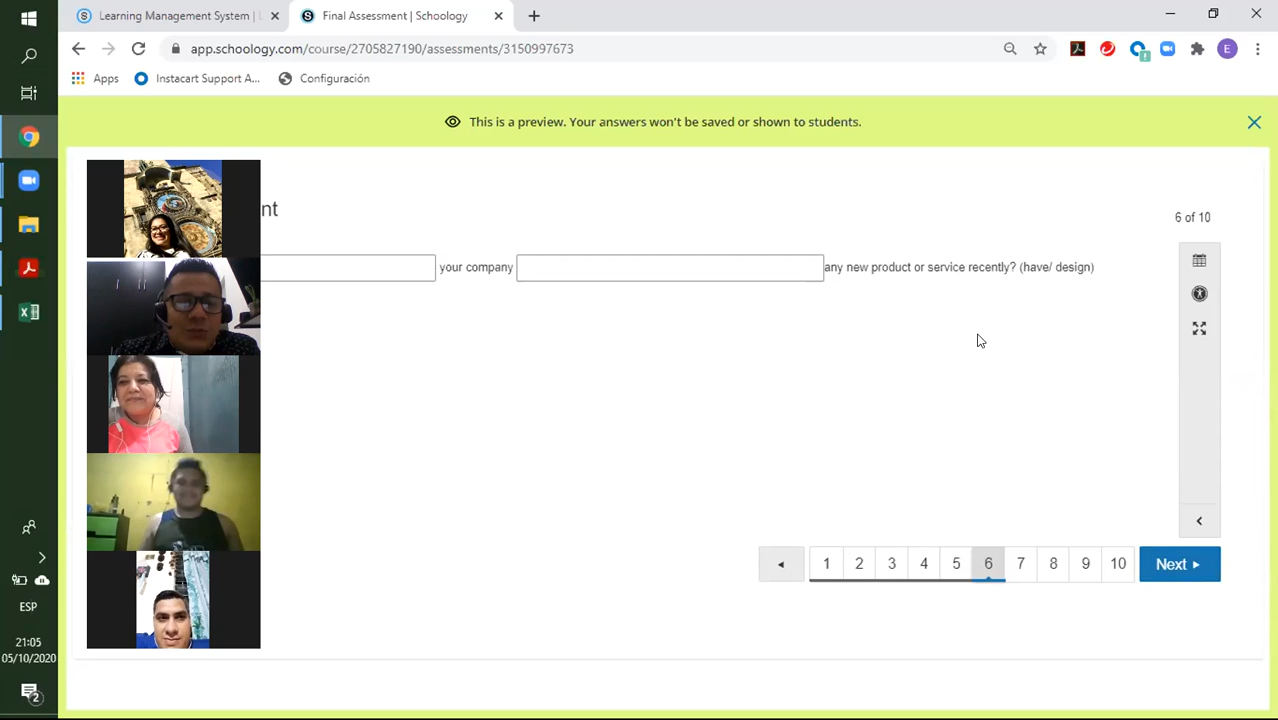 Learning Management System | L
Final Assessment | Schoology
app.schoology.com/course/2705827190/assessments/3150997673
E
Apps
Instacart Support A...
Configuración
This is a preview. Your answers won't be saved or shown to students.
nt
6 of 10
your company any new product or service recently? (have/ design)
1 2 3 4 5 6 7 8 9 10 Next
ESP
21:05
05/10/2020
2